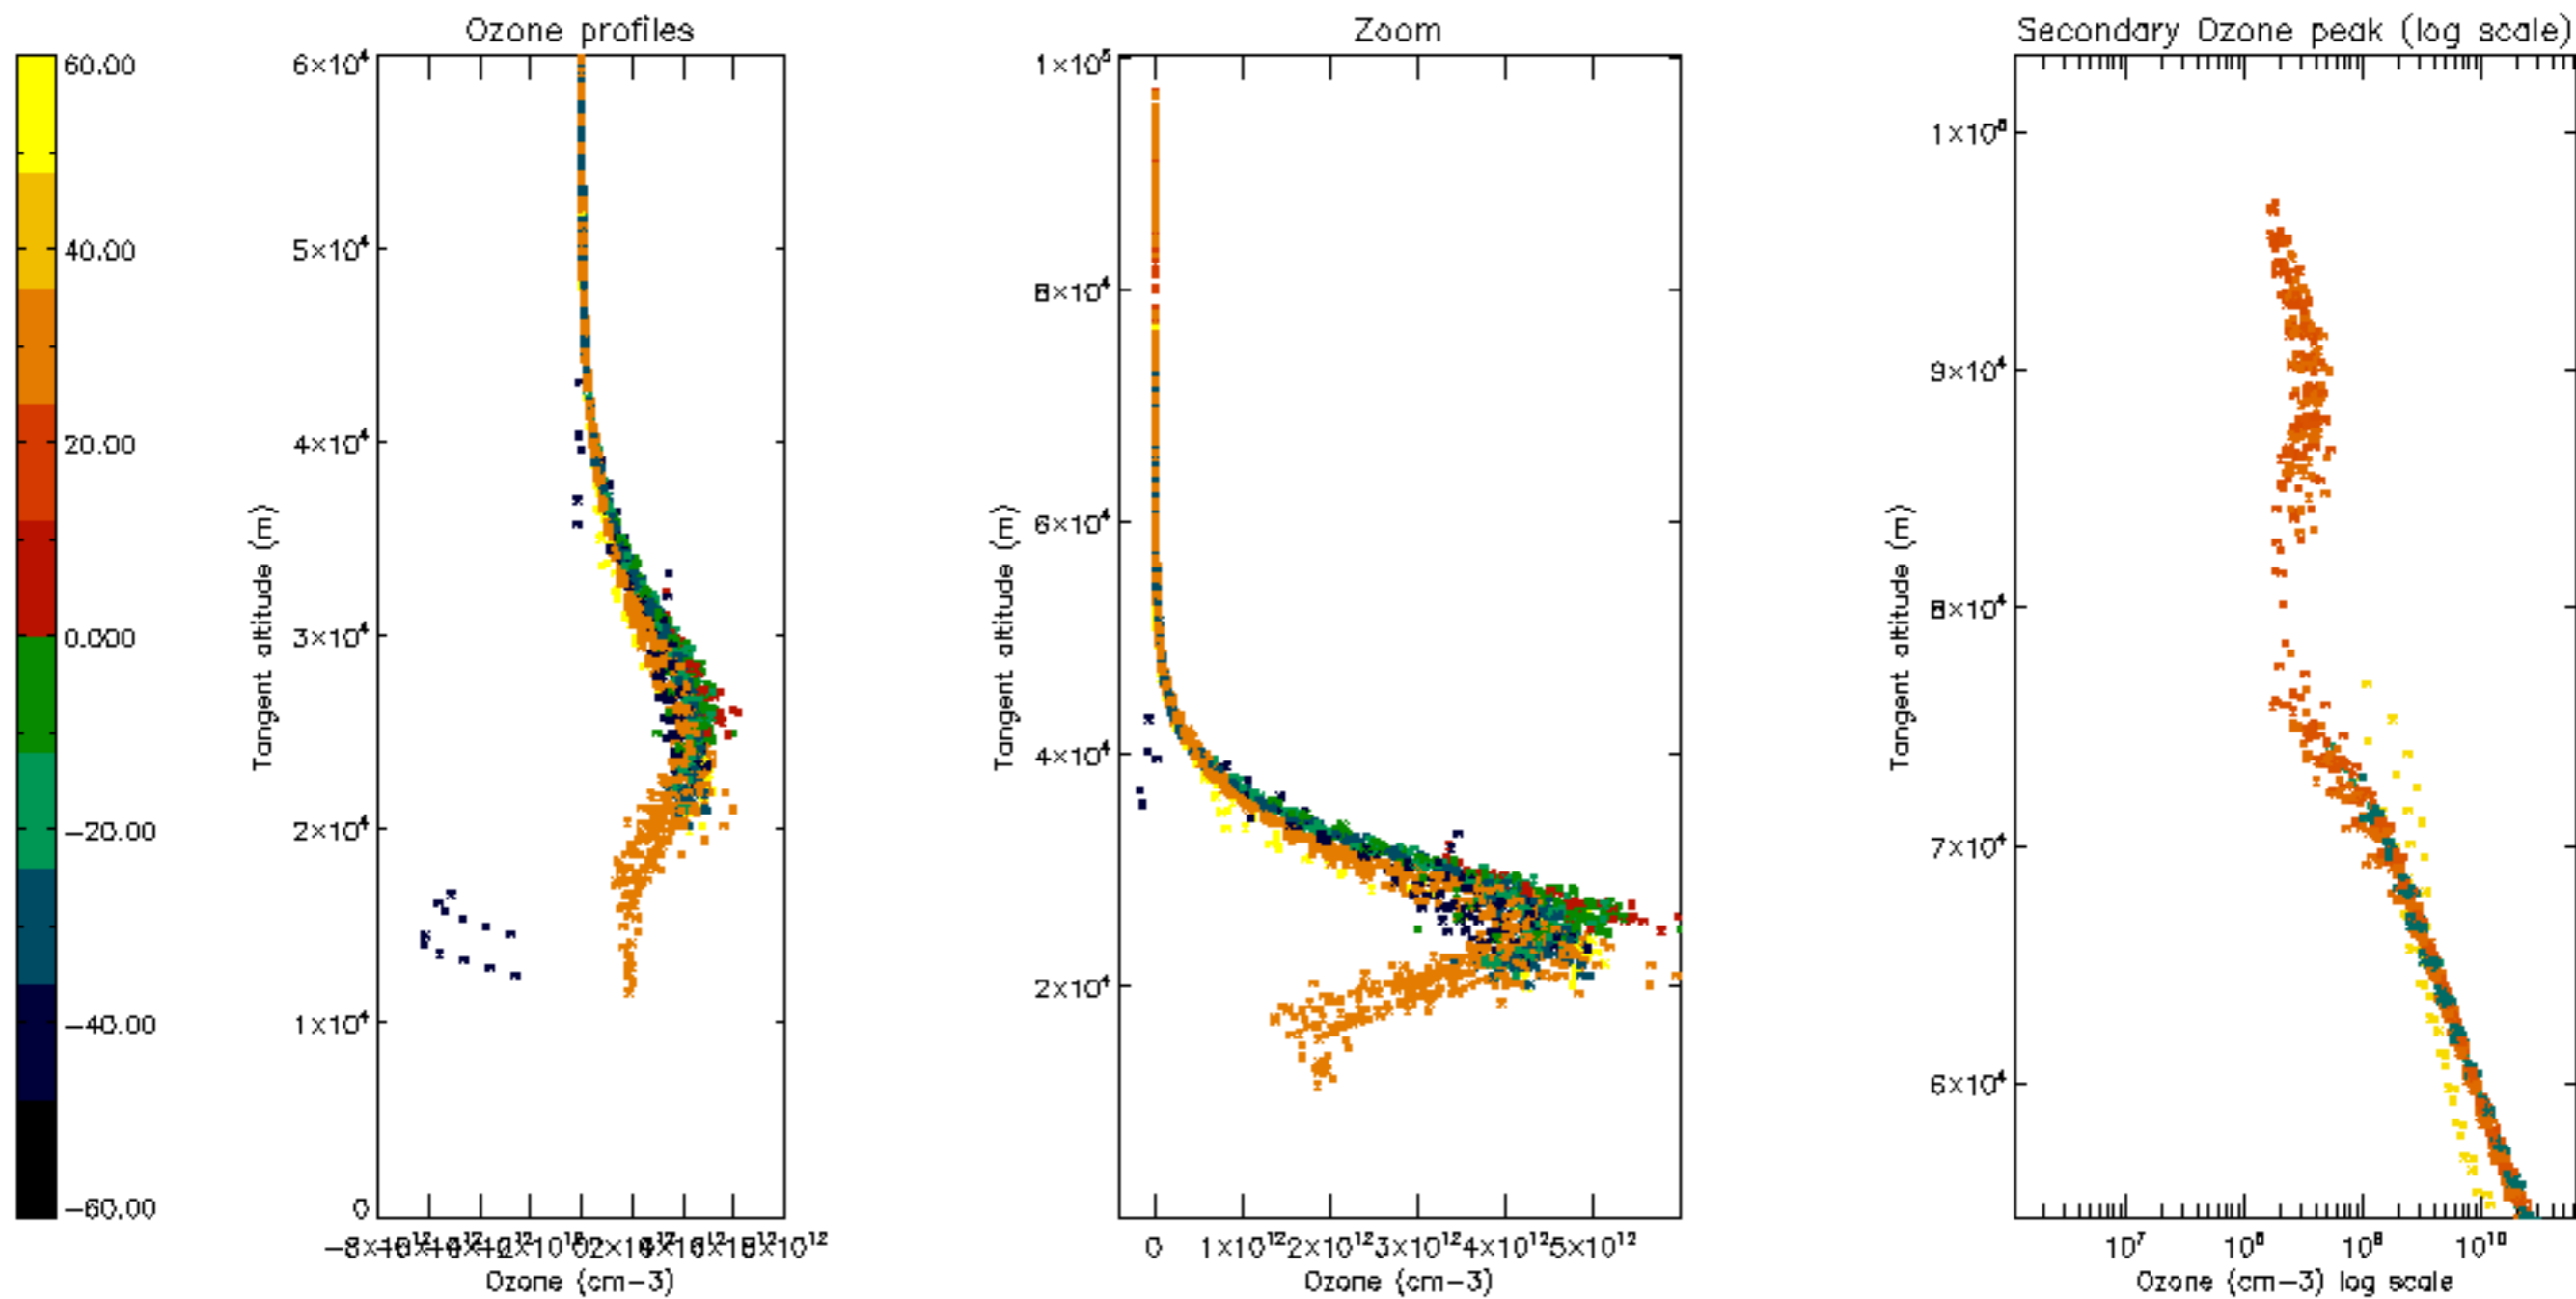 Ozone profiles
Zoom
Secondary Ozone peak (log scale)
60.00
40.00
20.00
0.000
-20.00
-40.00
-60.00
6×10⁴
5×10⁴
4×10⁴
3×10⁴
2×10⁴
1×10⁴
0
Tangent altitude (m)
Ozone (cm-3)
1×10⁵
8×10⁴
6×10⁴
4×10⁴
2×10⁴
Tangent altitude (m)
0 1×10¹² 2×10¹² 3×10¹² 4×10¹² 5×10¹²
Ozone (cm-3)
9×10⁴
8×10⁴
7×10⁴
6×10⁴
Tangent altitude (m)
10⁷ 10⁸ 10⁹ 10¹⁰
Ozone (cm-3) log scale